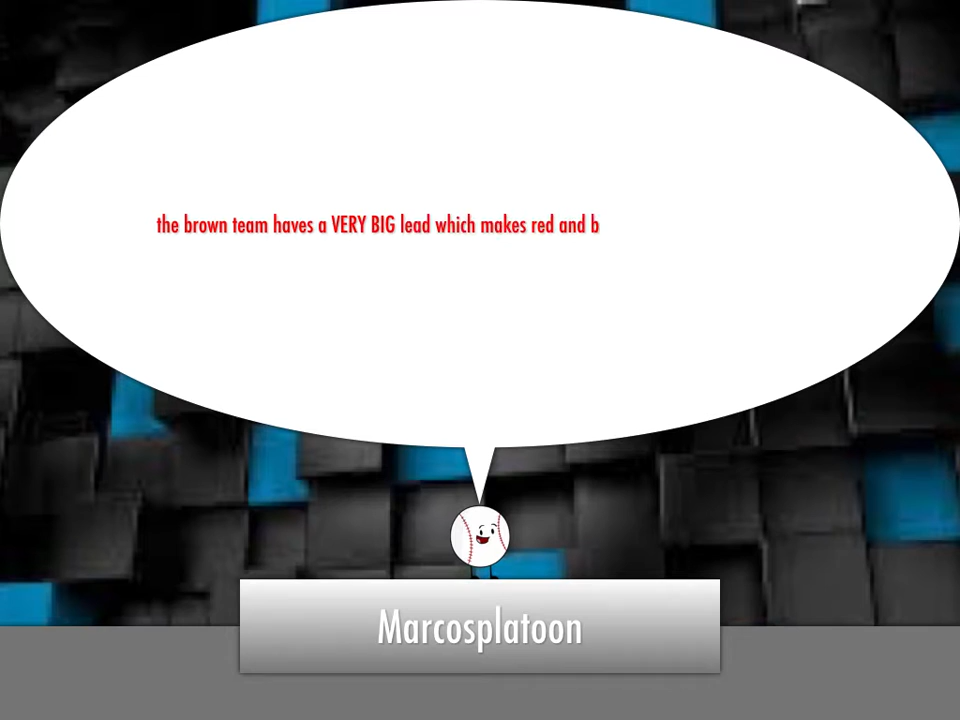 the brown team haves a VERY BIG lead which makes red and b
Marcosplatoon